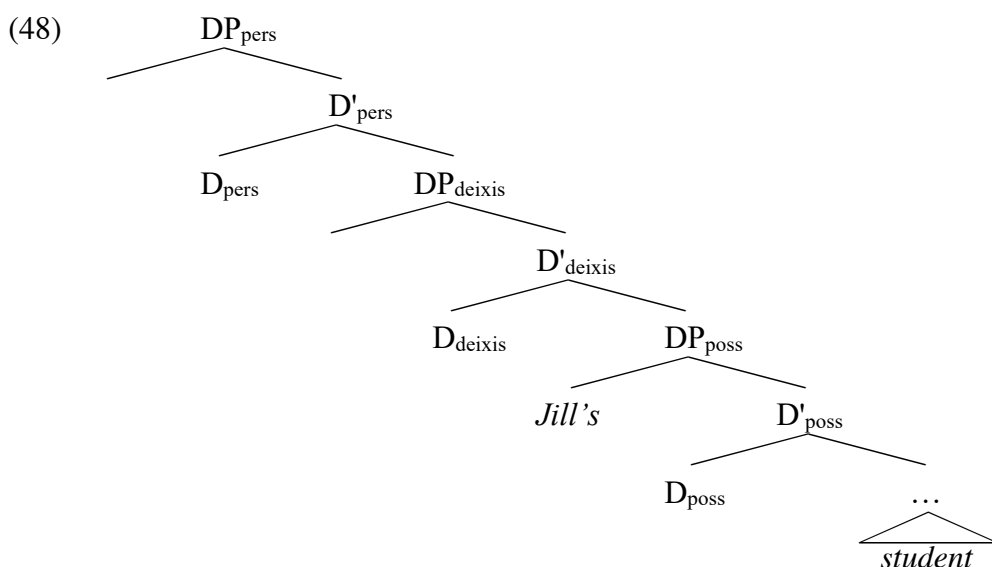 (48) DPpers
D'pers
Dpers DPdeixis
D'deixis
Ddeixis DPposs
Jill's D'poss
Dposs …
student